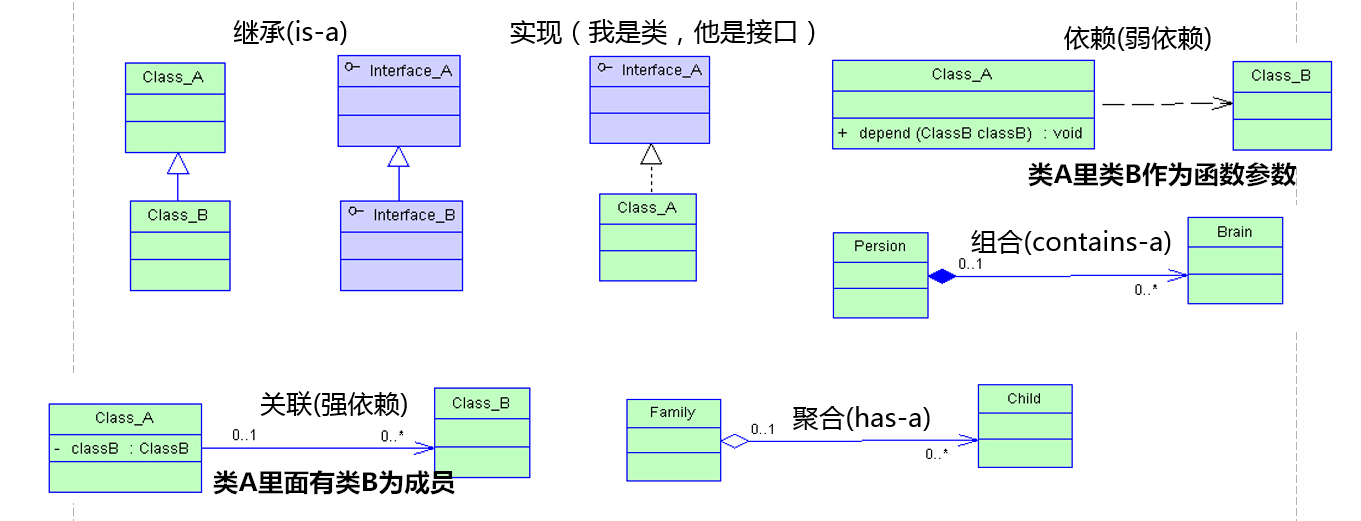 继承(is-a)
实现（我是类，他是接口）
依赖(弱依赖)
Class_A
Interface_A
Interface_A
Class_A
Class_B
+ depend (ClassB classB) : void
类A里类B作为函数参数
Class_B
Interface_B
Class_A
Persion
组合(contains-a)
Brain
0..1
0..*
关联(强依赖)
Class_A
- classB : ClassB
0..1
0..*
Class_B
类A里面有类B为成员
Family
聚合(has-a)
Child
0..1
0..*